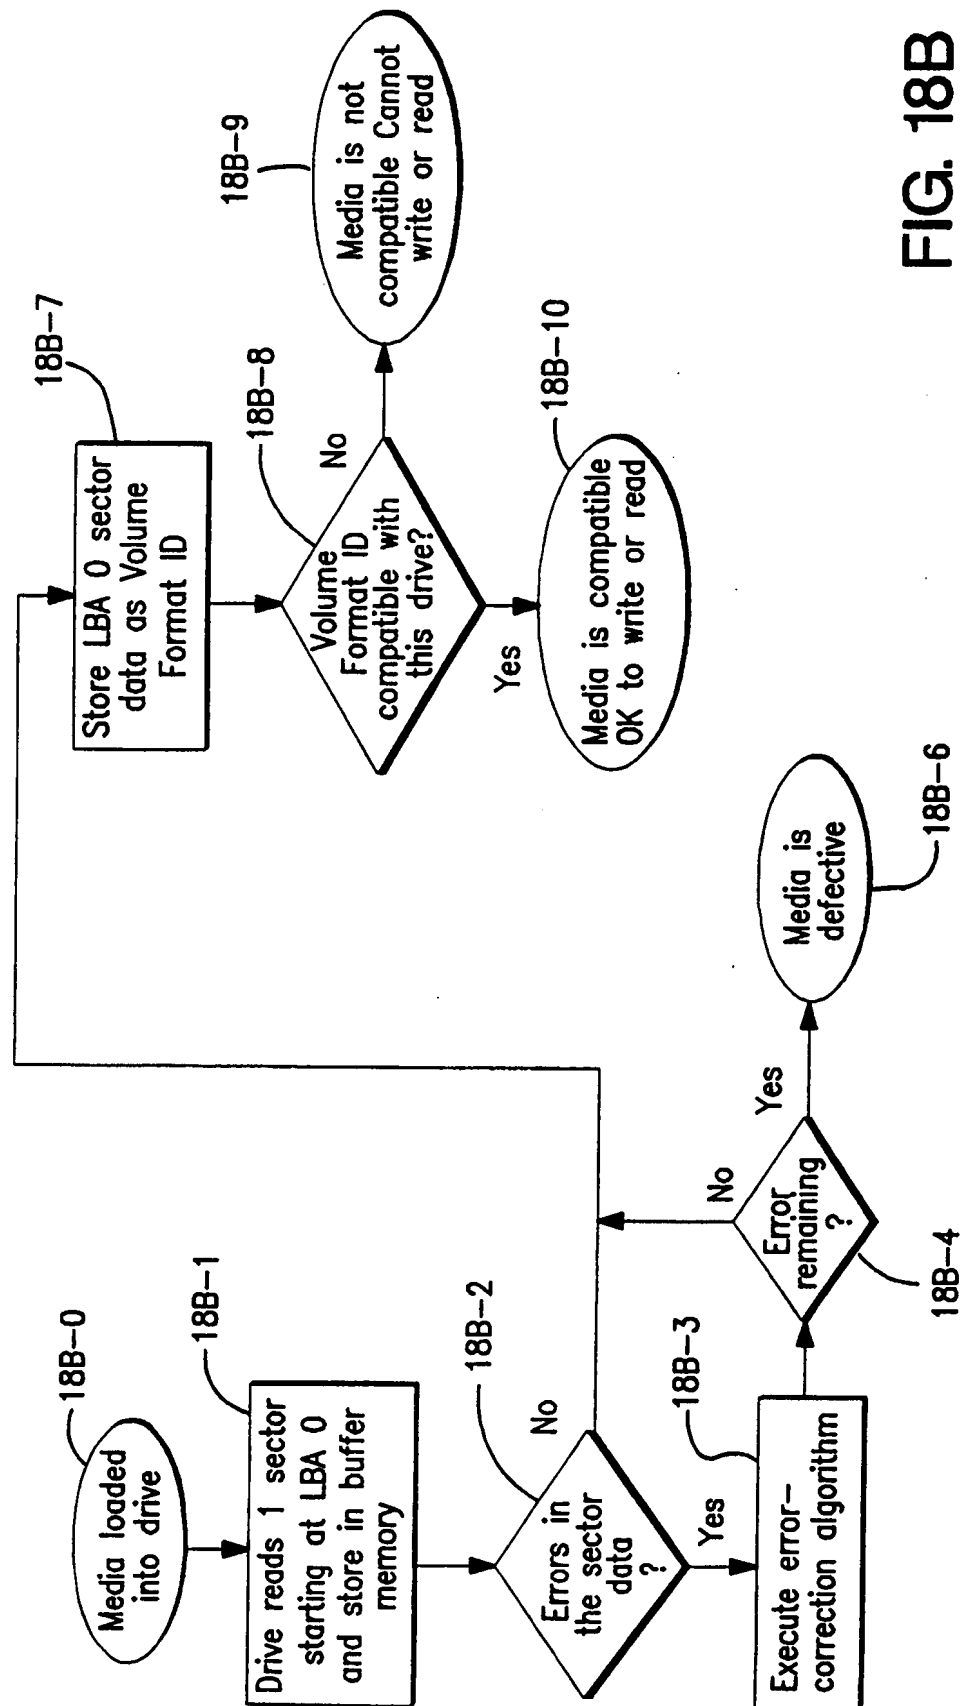 18B-0
Media loaded
into drive
18B-1
Drive reads 1 sector
starting at LBA 0
and store in buffer
memory
18B-2
Errors in
the sector
data
?
No
Yes
18B-3
Execute error-
correction algorithm
Error
remaining
?
18B-4
No
Yes
Media is
defective
18B-6
18B-7
Store LBA 0 sector
data as Volume
Format ID
18B-8
Volume
Format ID
compatible with
this drive?
No
Yes
18B-9
Media is not
compatible Cannot
write or read
18B-10
Media is compatible
OK to write or read
FIG. 18B